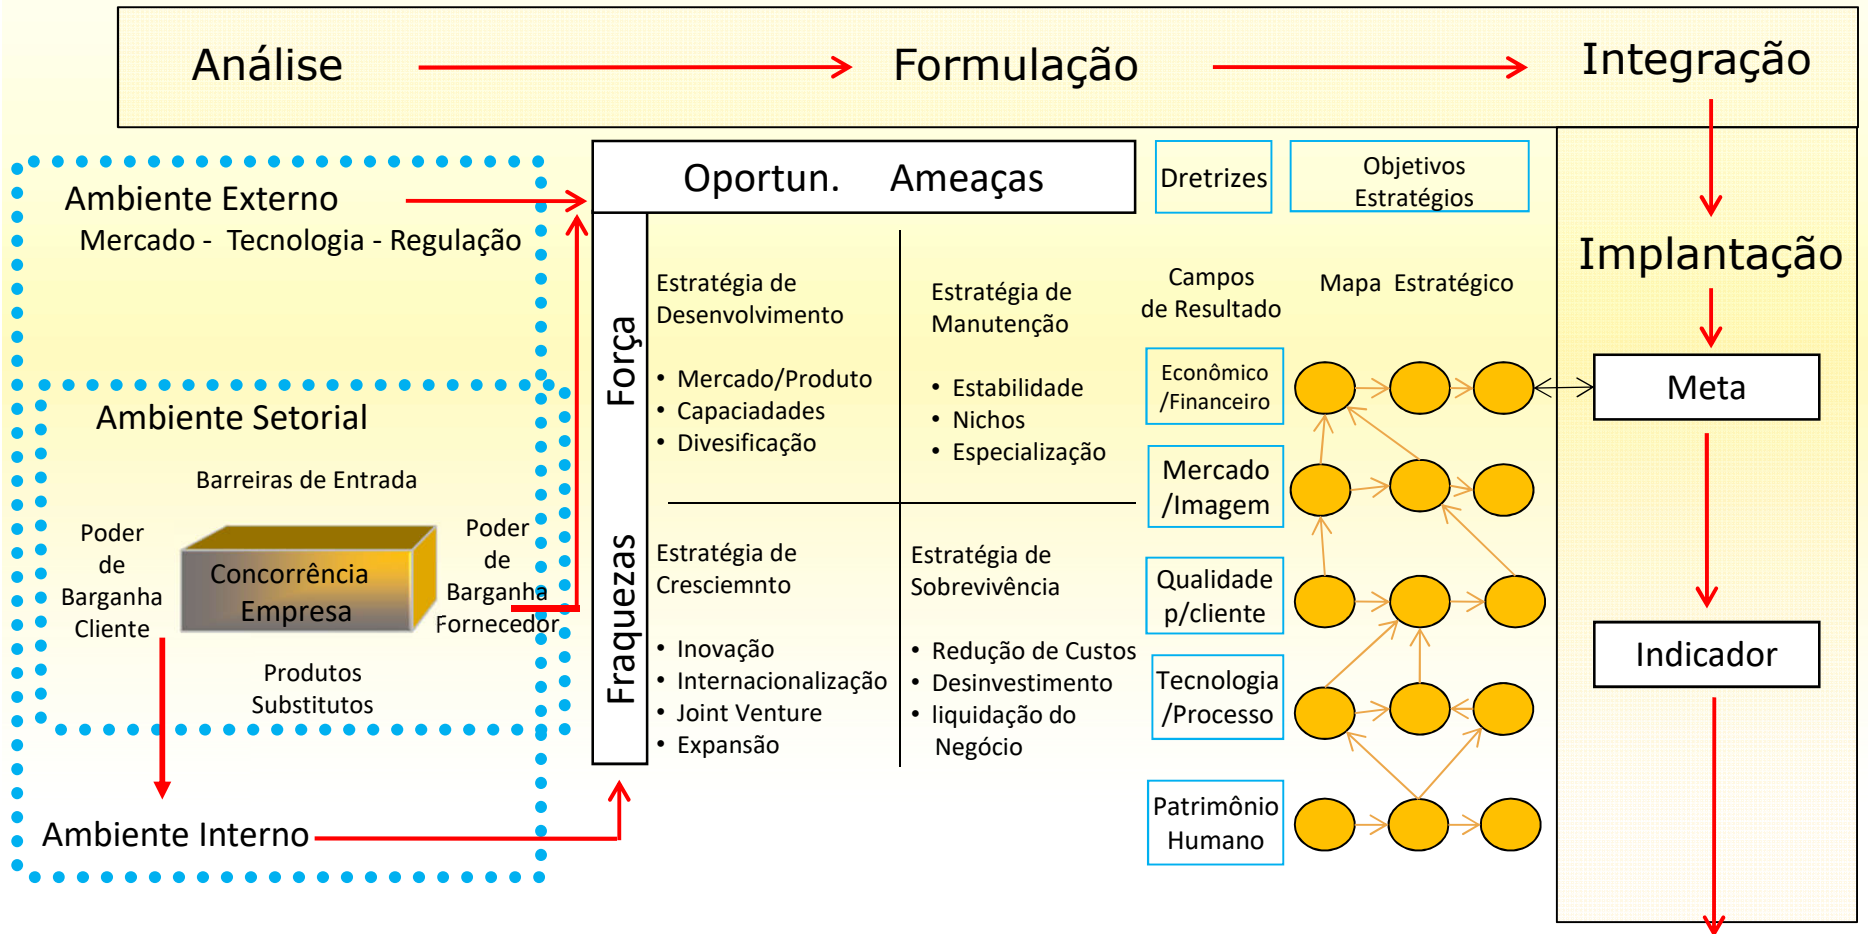 Análise
Formulação
Integração
Ambiente Externo
Mercado - Tecnologia - Regulação
Ambiente Setorial
Barreiras de Entrada
Poder
de
Barganha
Cliente
Concorrência
Empresa
Poder
de
Barganha
Fornecedor
Produtos
Substitutos
Ambiente Interno
Oportun. Ameaças
Força
Fraquezas
Estratégia de
Desenvolvimento
• Mercado/Produto
• Capaciadades
• Divesificação
Estratégia de
Manutenção
• Estabilidade
• Nichos
• Especialização
Estratégia de
Cresciemnto
• Inovação
• Internacionalização
• Joint Venture
• Expansão
Estratégia de
Sobrevivência
• Redução de Custos
• Desinvestimento
• liquidação do
Negócio
Dretrizes
Objetivos
Estratégios
Campos
de Resultado
Mapa Estratégico
Econômico
/Financeiro
Mercado
/Imagem
Qualidade
p/cliente
Tecnologia
/Processo
Patrimônio
Humano
Implantação
Meta
Indicador